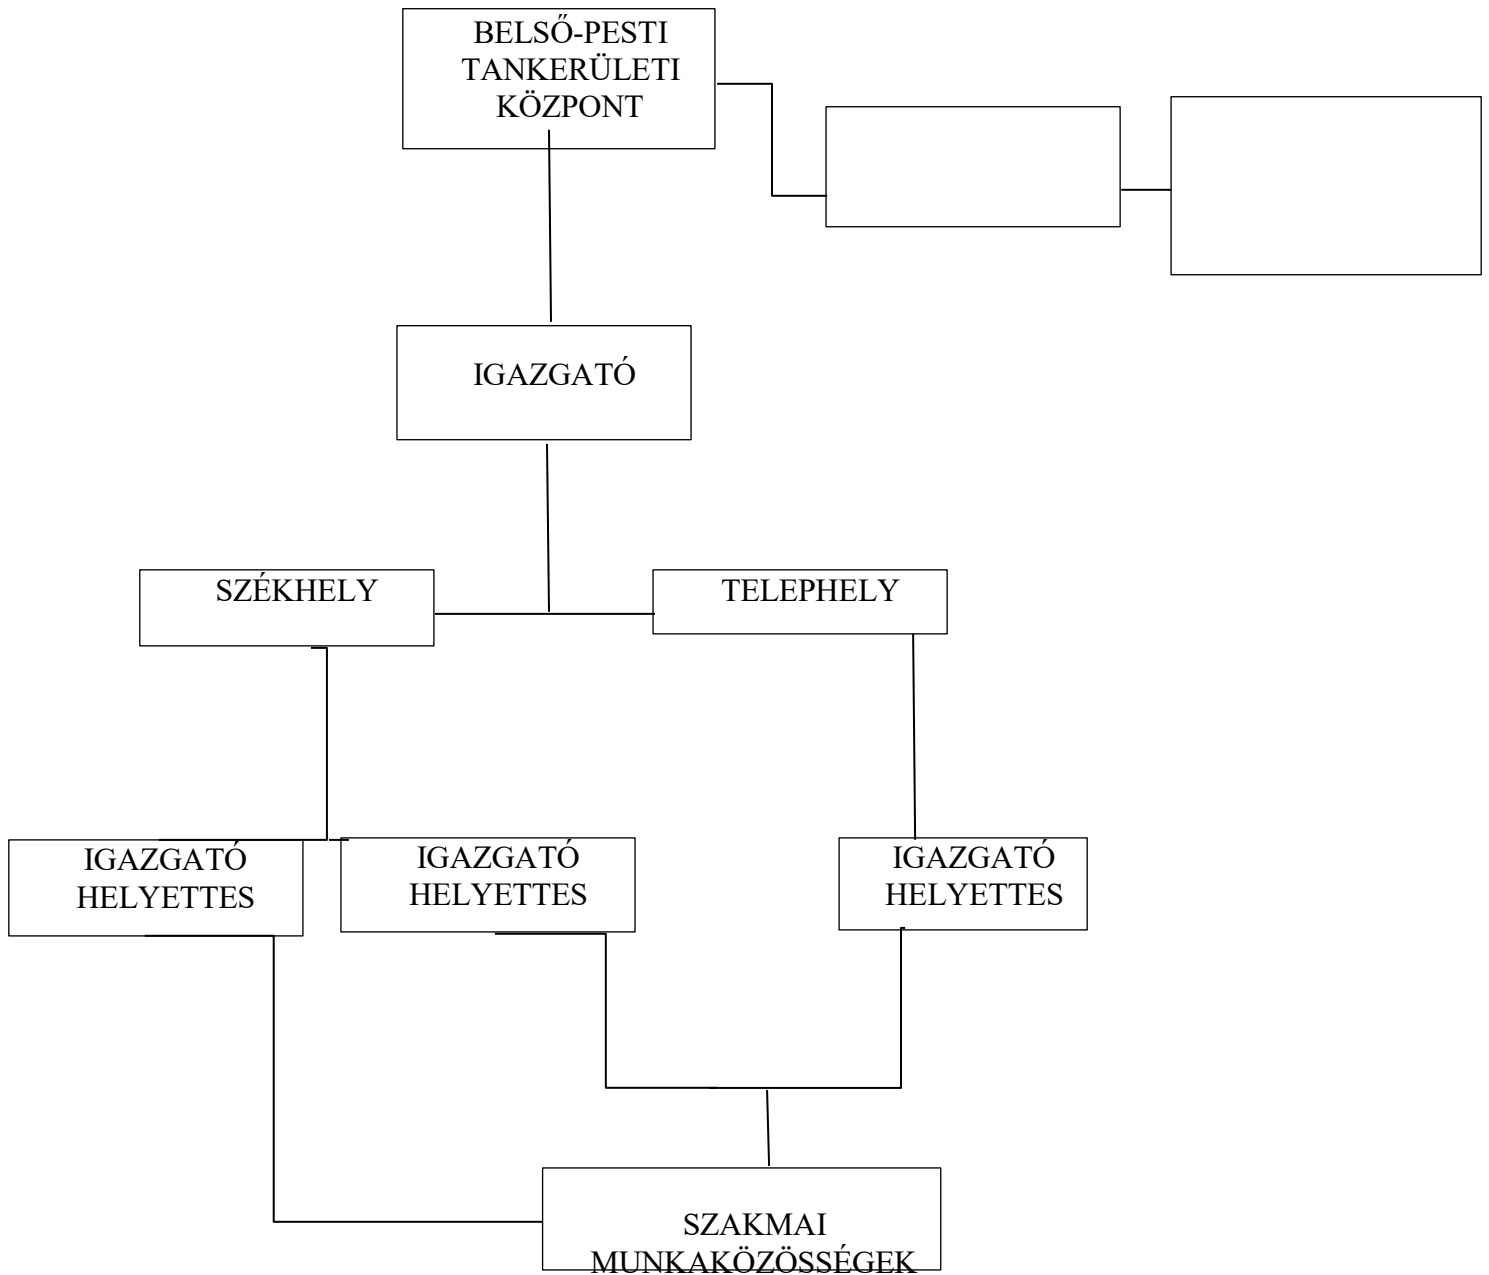 BELSŐ-PESTI
TANKERÜLETI
KÖZPONT
IGAZGATÓ
SZÉKHELY
TELEPHELY
IGAZGATÓ
HELYETTES
IGAZGATÓ
HELYETTES
IGAZGATÓ
HELYETTES
SZAKMAI
MUNKAKÖZÖSSÉGEK